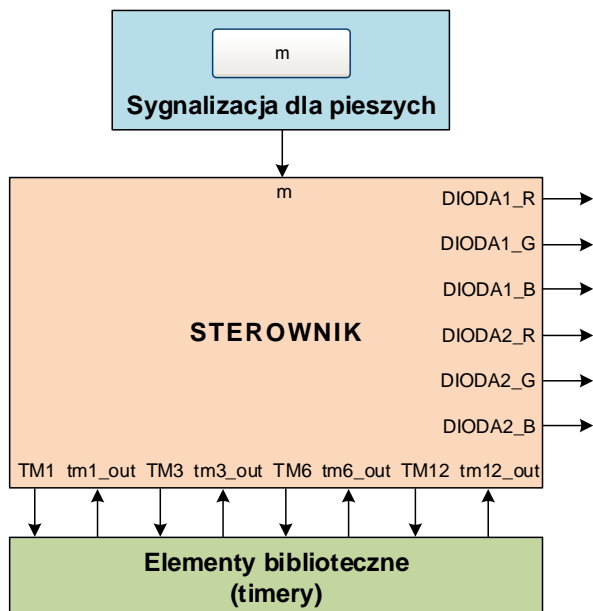 m
Sygnalizacja dla pieszych
m
DIODA1_R
DIODA1_G
DIODA1_B
STEROWNIK
DIODA2_R
DIODA2_G
DIODA2_B
TM1 tm1_out TM3 tm3_out TM6 tm6_out TM12 tm12_out
Elementy biblioteczne
(timery)